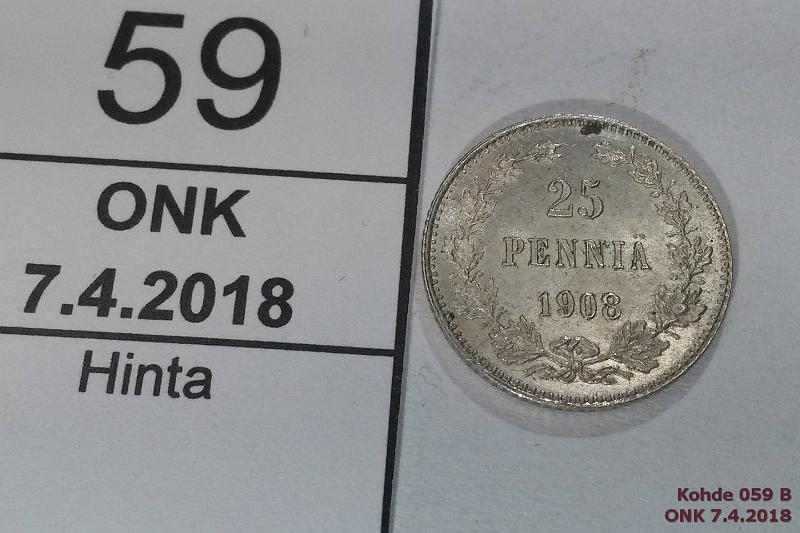 59
ONK
7.4.2018
Hinta
25
PENNIÄ
1908
Kohde 059 B
ONK 7.4.2018